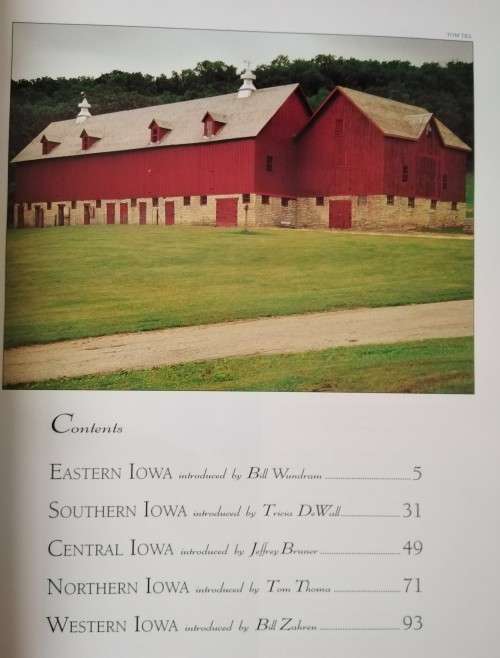 TOM TILL
Contents
EASTERN IOWA introduced by Bill Wundram 5
SOUTHERN IOWA introduced by Tricia DeWall 31
CENTRAL IOWA introduced by Jeffrey Bruner 49
NORTHERN IOWA introduced by Tom Thoma 71
WESTERN IOWA introduced by Bill Zahren 93